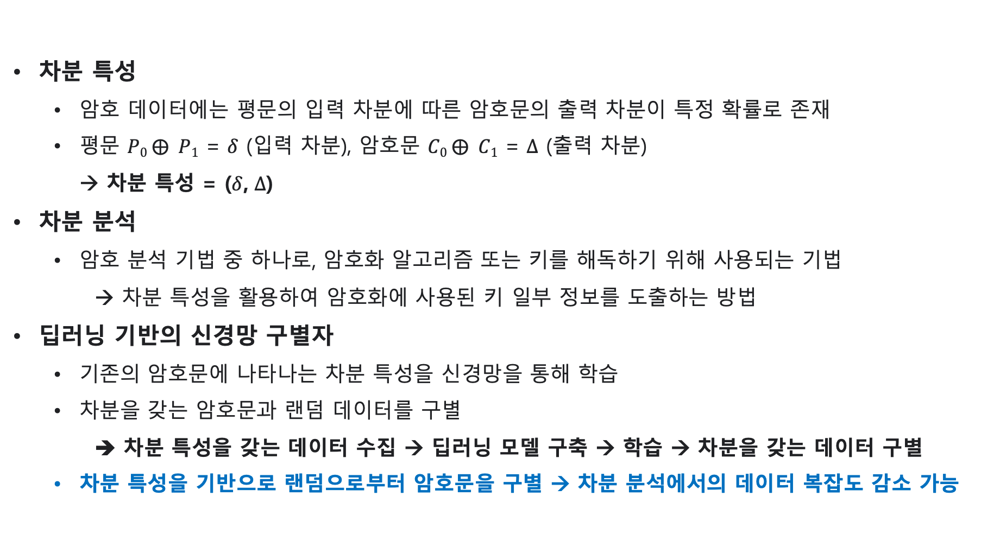 • 차분 특성
• 암호 데이터에는 평문의 입력 차분에 따른 암호문의 출력 차분이 특정 확률로 존재
• 평문 P₀ ⊕ P₁ = δ (입력 차분), 암호문 C₀ ⊕ C₁ = Δ (출력 차분)
→ 차분 특성 = (δ, Δ)
• 차분 분석
• 암호 분석 기법 중 하나로, 암호화 알고리즘 또는 키를 해독하기 위해 사용되는 기법
→ 차분 특성을 활용하여 암호화에 사용된 키 일부 정보를 도출하는 방법
• 딥러닝 기반의 신경망 구별자
• 기존의 암호문에 나타나는 차분 특성을 신경망을 통해 학습
• 차분을 갖는 암호문과 랜덤 데이터를 구별
➔ 차분 특성을 갖는 데이터 수집 → 딥러닝 모델 구축 → 학습 → 차분을 갖는 데이터 구별
• 차분 특성을 기반으로 랜덤으로부터 암호문을 구별 → 차분 분석에서의 데이터 복잡도 감소 가능